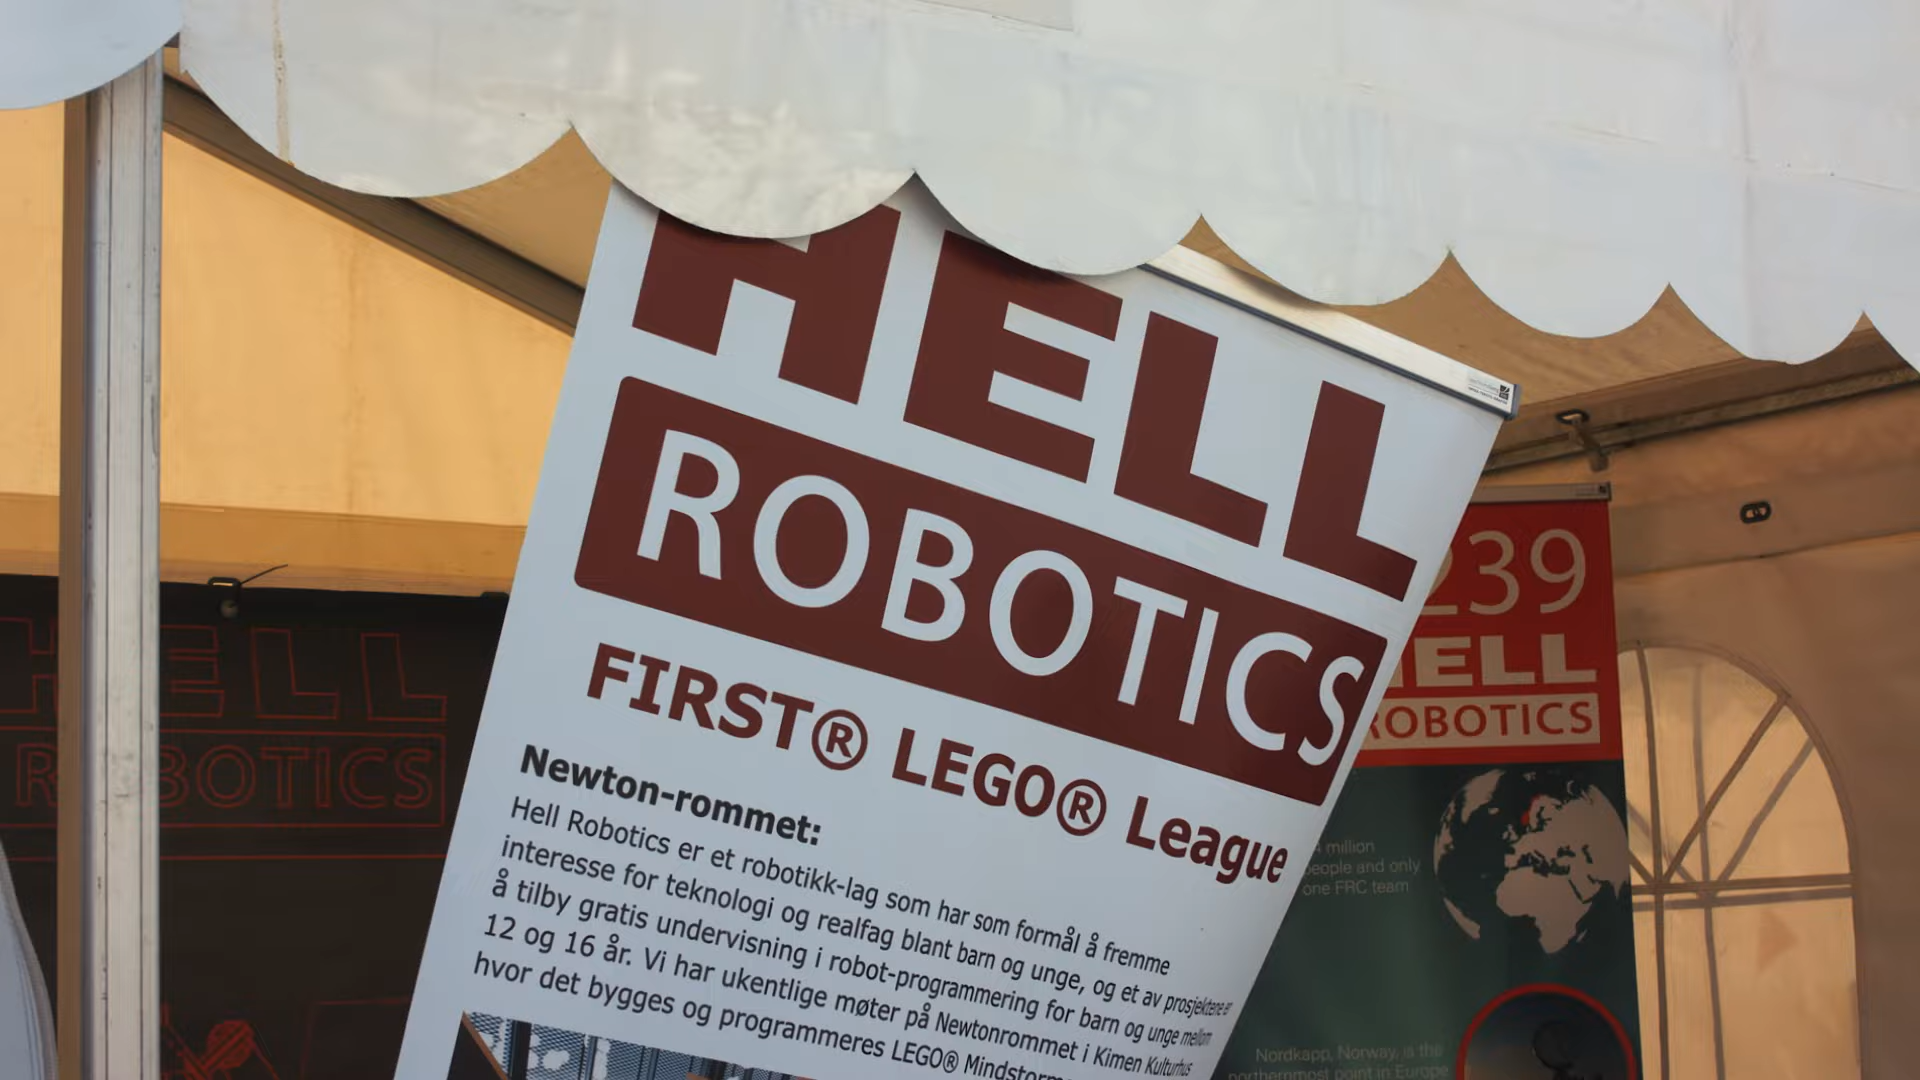 HELL
ROBOTICS
FIRST® LEGO® League
Newton-rommet:
Hell Robotics er et robotikk-lag som har som formål å fremme
interesse for teknologi og realfag blant barn og unge, og et av prosjektene er
å tilby gratis undervisning i robot-programmering for barn og unge mellom
12 og 16 år. Vi har ukentlige møter på Newtonrommet i Kimen Kulturhus
hvor det bygges og programmeres LEGO® Mindstorms
HELL
ROBOTICS
239
HELL
ROBOTICS
million
people and only
one FRC team
Nordkapp, Norway, is the
northernmost point in Europe